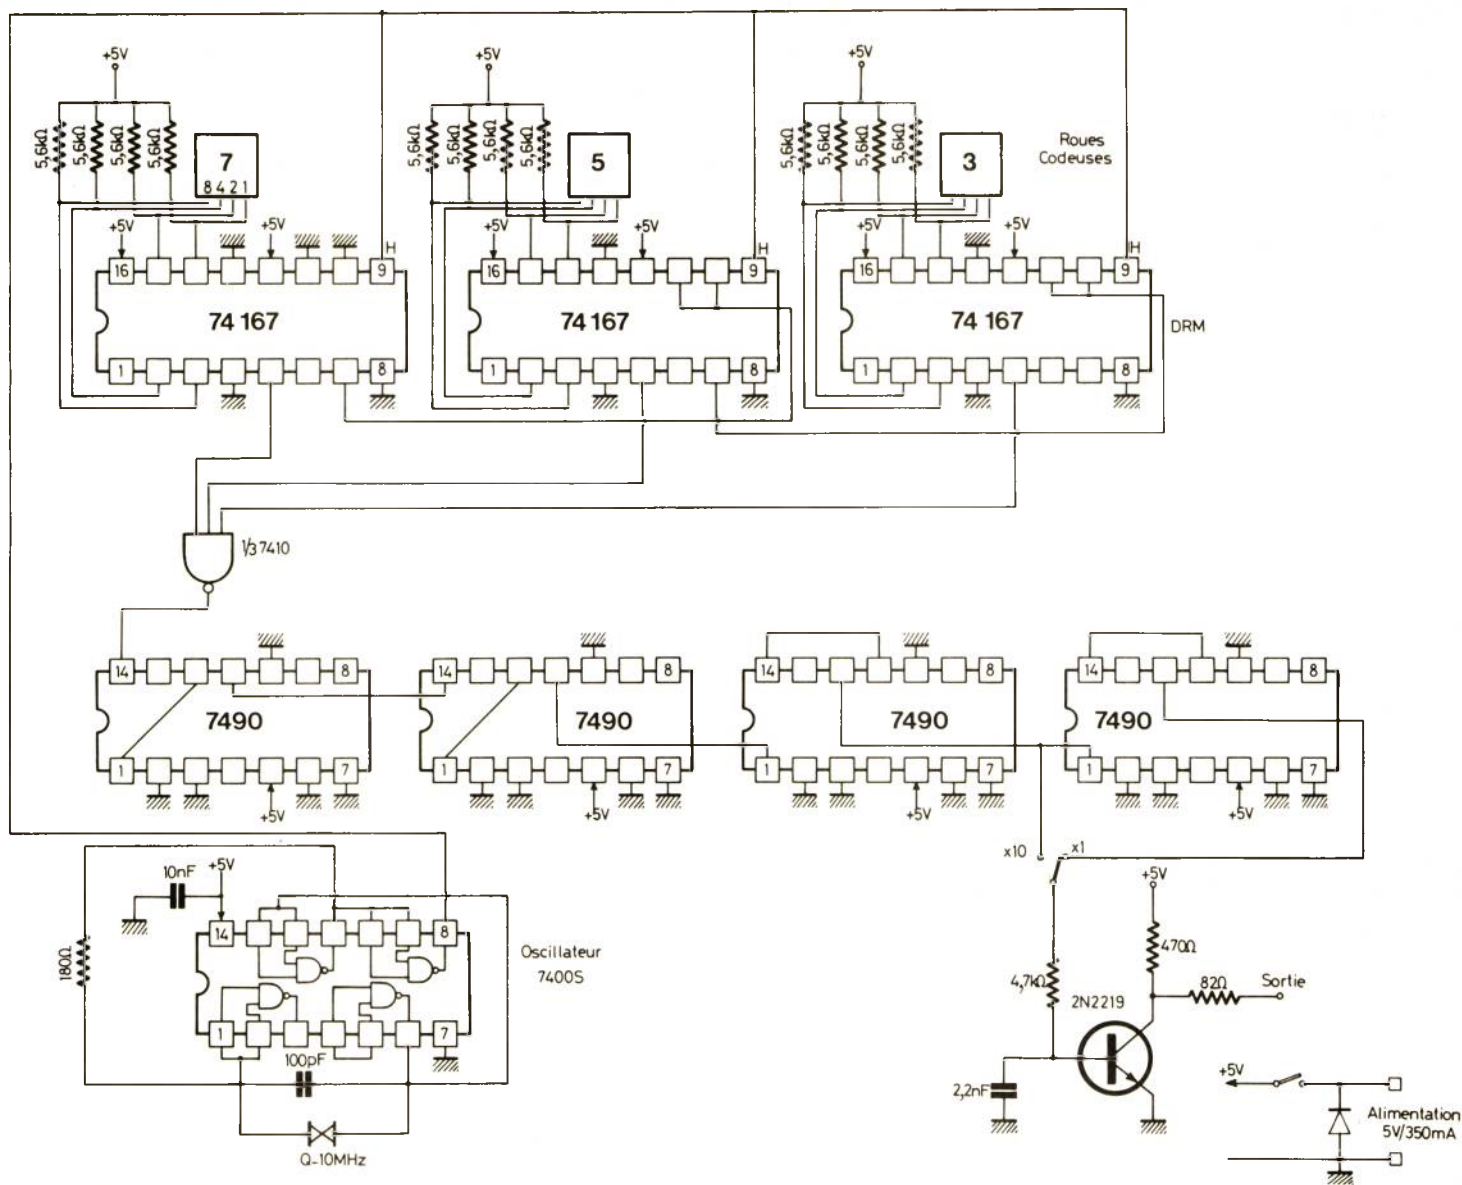 +5V
+5V
+5V
5,6kΩ
5,6kΩ
5,6kΩ
5,6kΩ
5,6kΩ
5,6kΩ
5,6kΩ
5,6kΩ
5,6kΩ
5,6kΩ
5,6kΩ
5,6kΩ
7
8 4 2 1
5
3
Roues
Codeuses
+5V
+5V
H
+5V
+5V
H
+5V
+5V
H
16
9
16
9
16
9
74 167
74 167
74 167
DRM
1
8
1
8
1
8
1/3 7410
14
8
14
8
14
8
14
8
7490
7490
7490
7490
1
7
1
7
1
7
1
7
+5V
+5V
+5V
+5V
x10
x1
10nF
+5V
14
8
180Ω
Oscillateur
7400S
1
7
100pF
Q-10MHz
+5V
470Ω
4,7kΩ
82Ω
Sortie
2N2219
2,2nF
+5V
Alimentation
5V/350mA